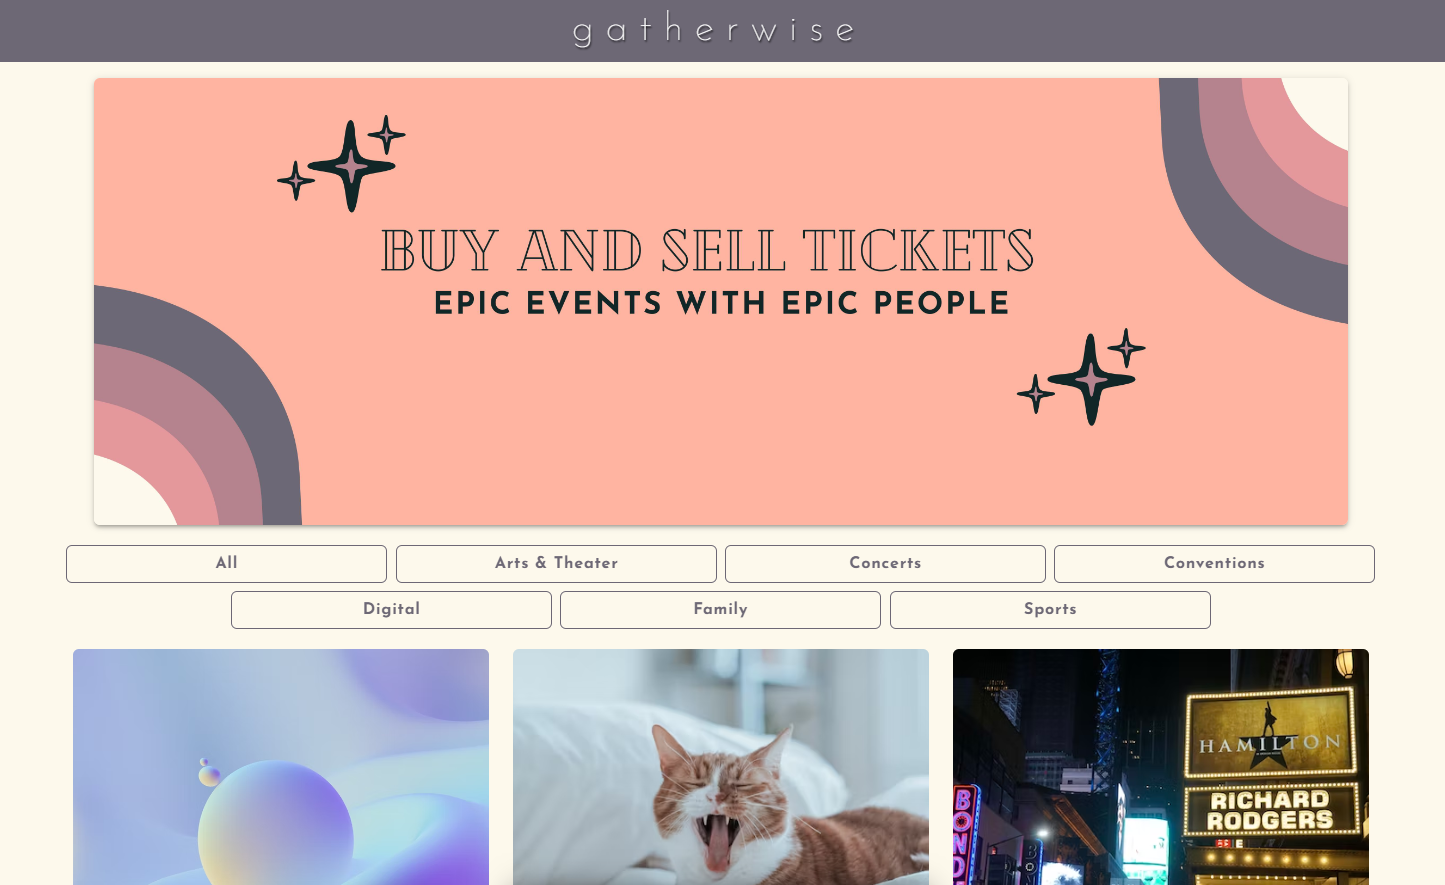 gatherwise
BUY AND SELL TICKETS
EPIC EVENTS WITH EPIC PEOPLE
All
Arts & Theater
Concerts
Conventions
Digital
Family
Sports
HAMILTON
RICHARD
RODGERS
BOND